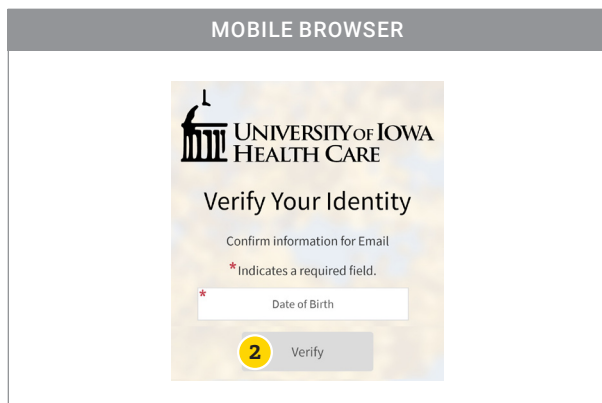 MOBILE BROWSER
UNIVERSITY OF IOWA
HEALTH CARE
Verify Your Identity
Confirm information for Email
*Indicates a required field.
* Date of Birth
2 Verify